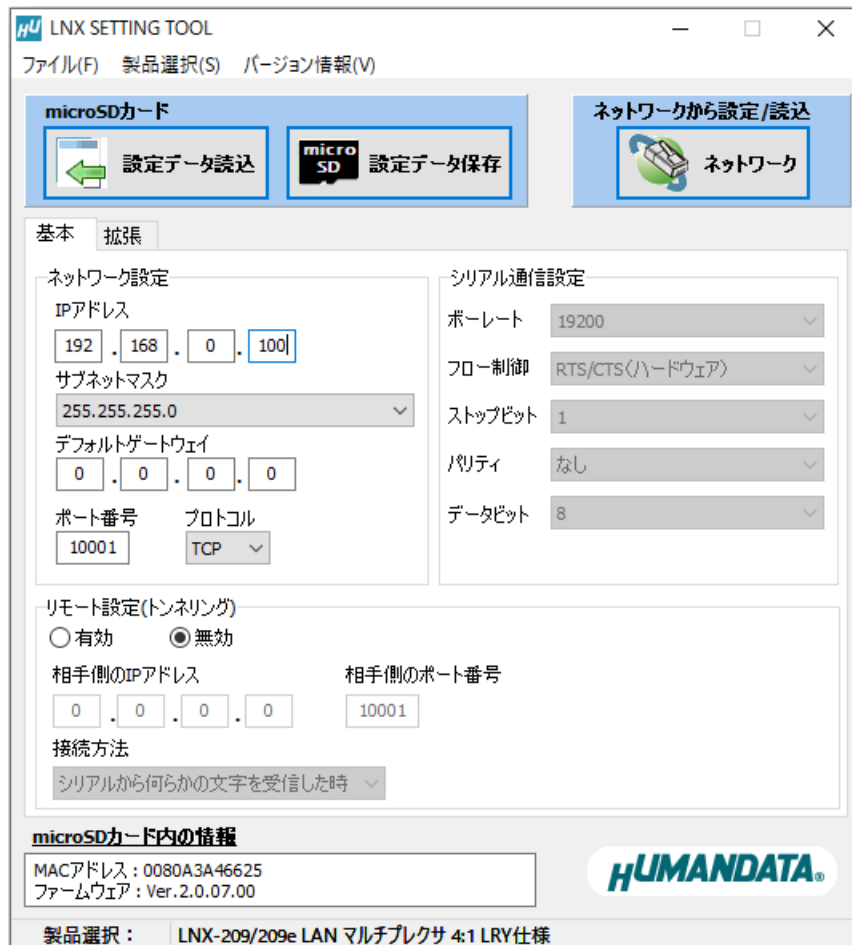 LNX SETTING TOOL
ファイル(F) 製品選択(S) バージョン情報(V)
microSDカード
設定データ読込
micro SD
設定データ保存
ネットワークから設定/読込
ネットワーク
基本 拡張
ネットワーク設定
IPアドレス
192 . 168 . 0 . 100
サブネットマスク
255.255.255.0
デフォルトゲートウェイ
0 . 0 . 0 . 0
ポート番号 プロトコル
10001 TCP
シリアル通信設定
ボーレート 19200
フロー制御 RTS/CTS(ハードウェア)
ストップビット 1
パリティ なし
データビット 8
リモート設定(トンネリング)
有効 無効
相手側のIPアドレス 相手側のポート番号
0 . 0 . 0 . 0 10001
接続方法
シリアルから何らかの文字を受信した時
microSDカード内の情報
MACアドレス : 0080A3A46625
ファームウェア : Ver.2.0.07.00
HUMANDATA®
製品選択： LNX-209/209e LAN マルチプレクサ 4:1 LRY仕様